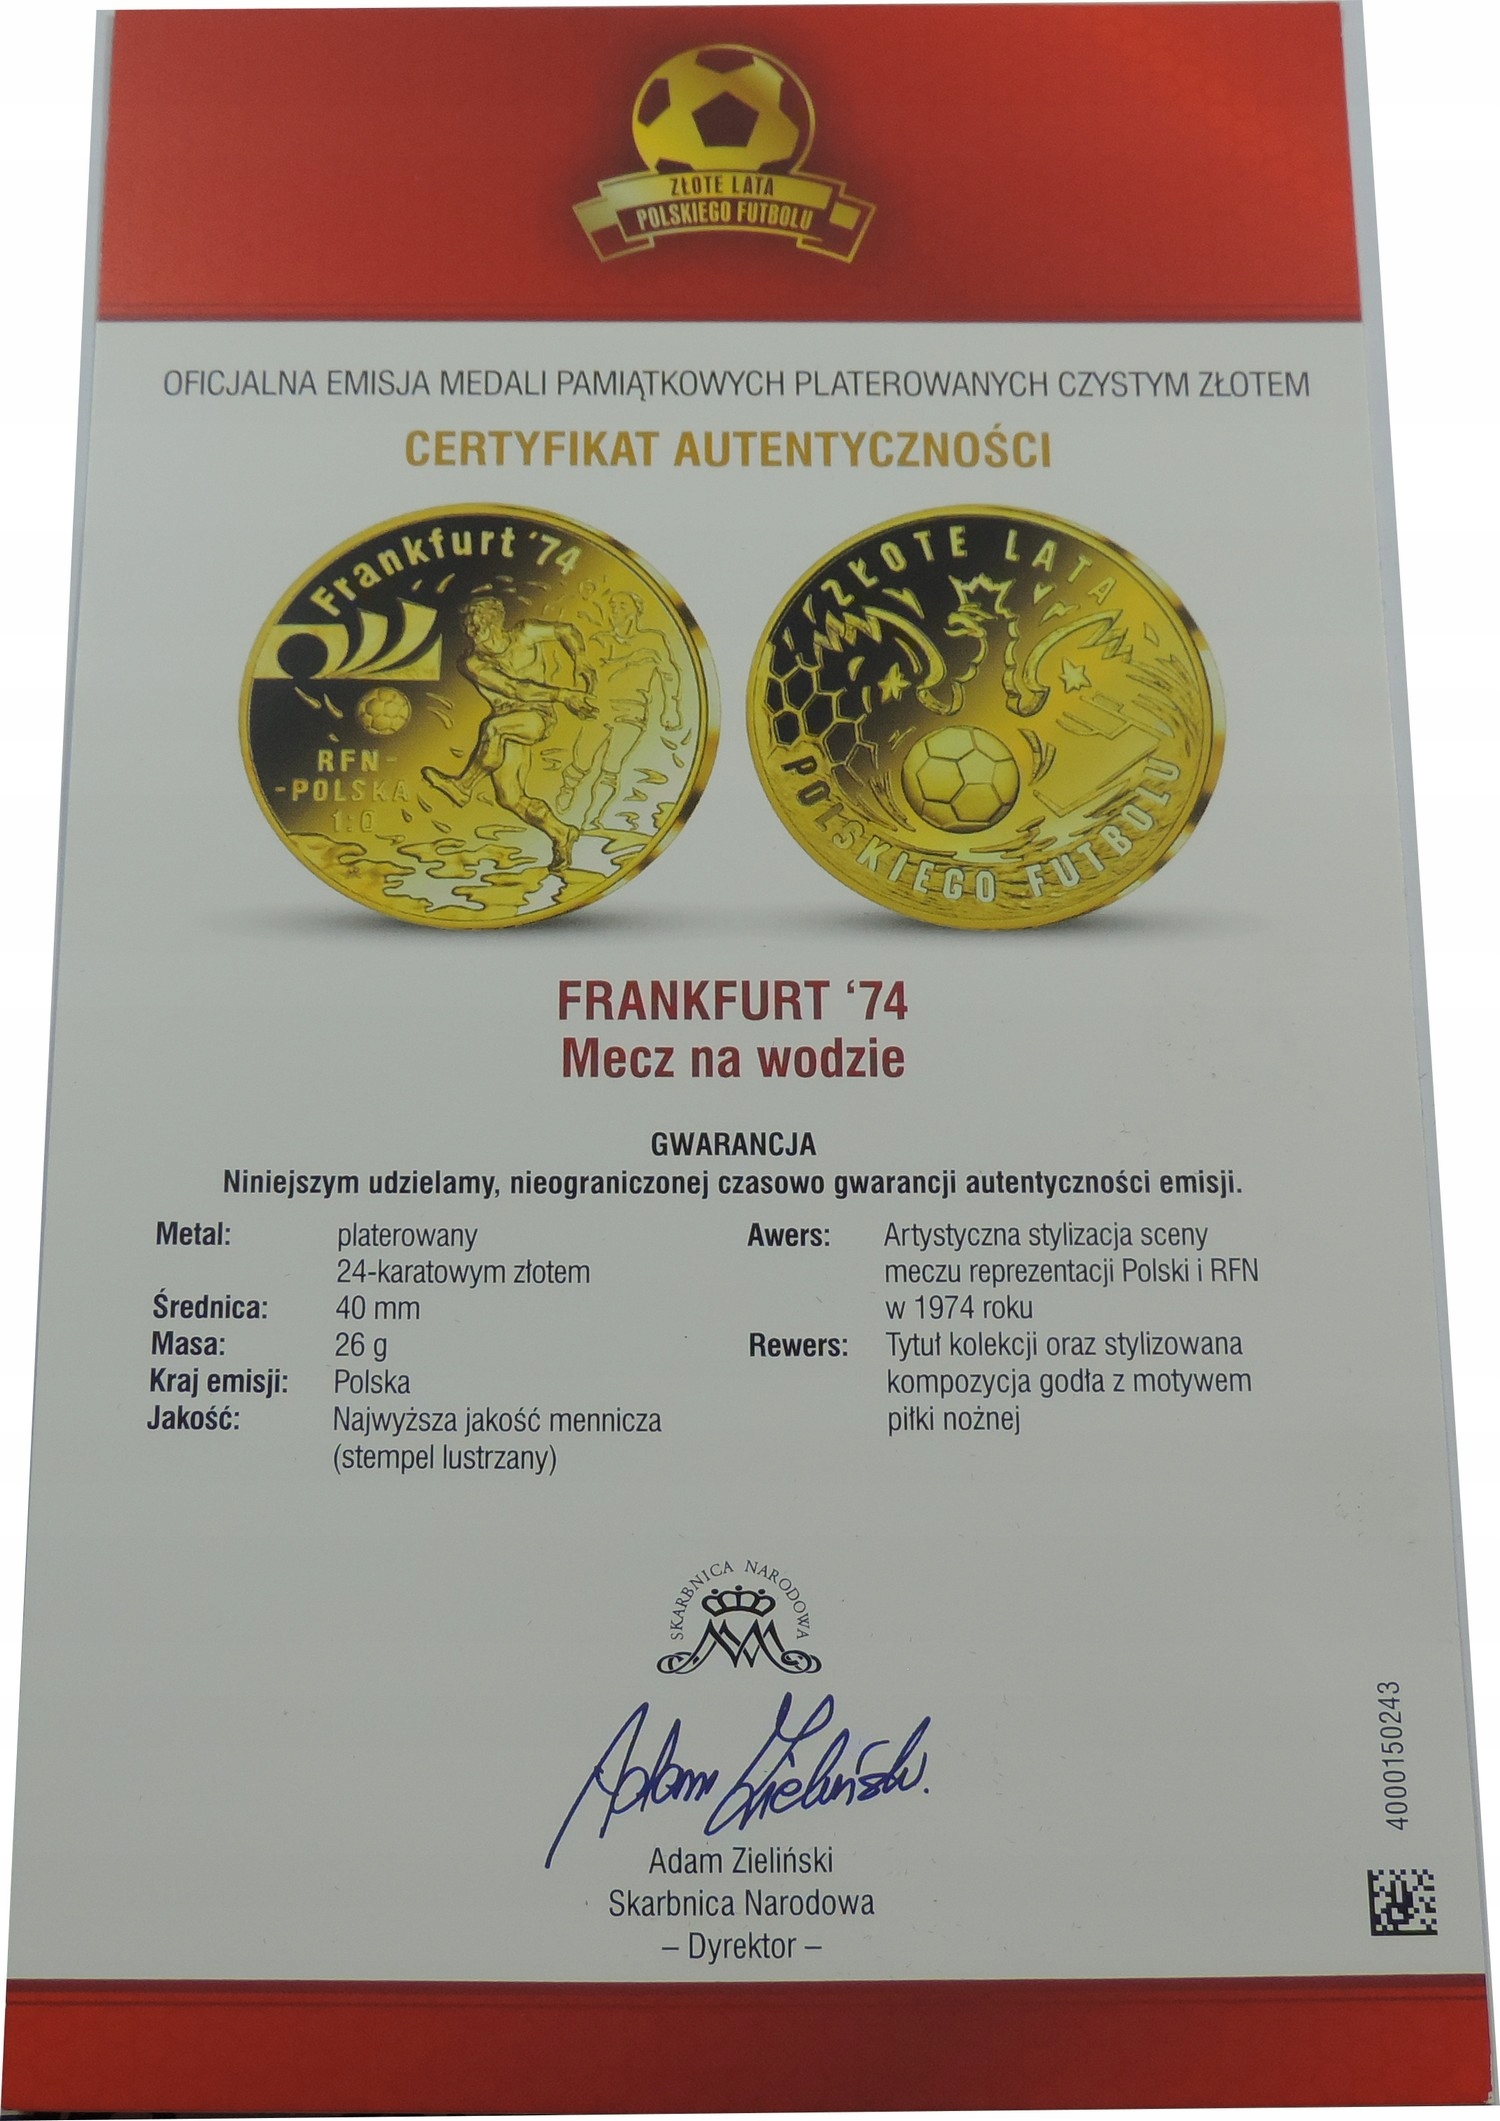 ZŁOTE LATA
POLSKIEGO FUTBOLU
OFICJALNA EMISJA MEDALI PAMIĄTKOWYCH PLATEROWANYCH CZYSTYM ZŁOTEM
CERTYFIKAT AUTENTYCZNOŚCI
Frankfurt '74
RFN-
-POLSKA
1:0
ZŁOTE LATA
POLSKIEGO FUTBOLU
FRANKFURT ‘74
Mecz na wodzie
GWARANCJA
Niniejszym udzielamy, nieograniczonej czasowo gwarancji autentyczności emisji.
Metal: platerowany
24-karatowym złotem
Średnica: 40 mm
Masa: 26 g
Kraj emisji: Polska
Jakość: Najwyższa jakość mennicza
(stempel lustrzany)
Awers: Artystyczna stylizacja sceny
meczu reprezentacji Polski i RFN
w 1974 roku
Rewers: Tytuł kolekcji oraz stylizowana
kompozycja godła z motywem
piłki nożnej
SKARBNICA NARODOWA
Adam Zieliński
Adam Zieliński
Skarbnica Narodowa
– Dyrektor –
4000150243